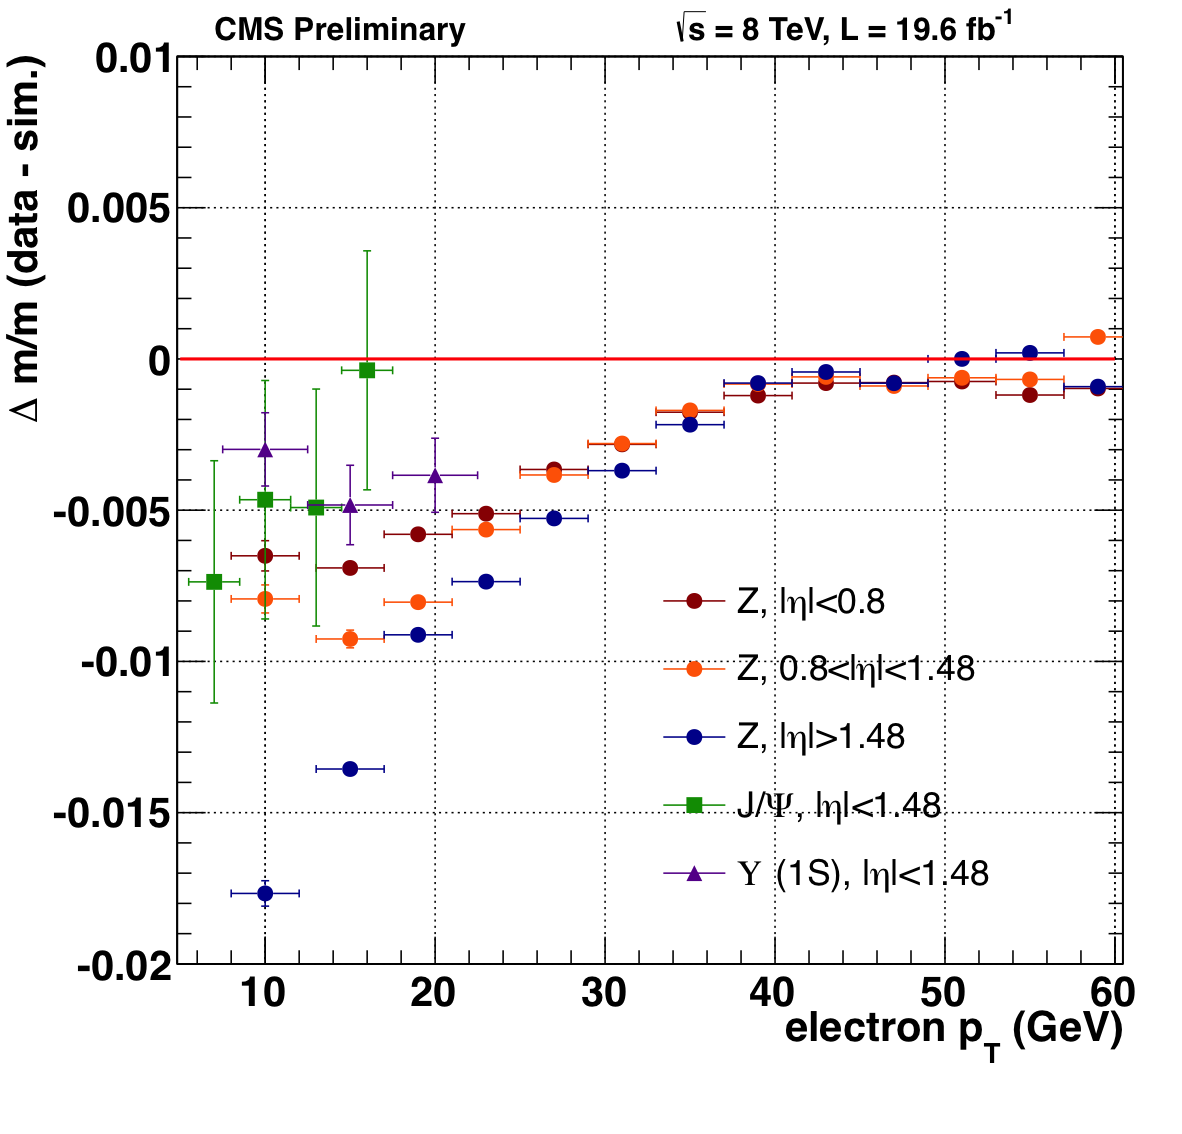 CMS Preliminary
√s = 8 TeV, L = 19.6 fb⁻¹
Δ m/m (data - sim.)
0.01
0.005
0
-0.005
-0.01
-0.015
-0.02
Z, |η|<0.8
Z, 0.8<|η|<1.48
Z, |η|>1.48
J/Ψ, |η|<1.48
Υ (1S), |η|<1.48
10 20 30 40 50 60
electron p_T (GeV)